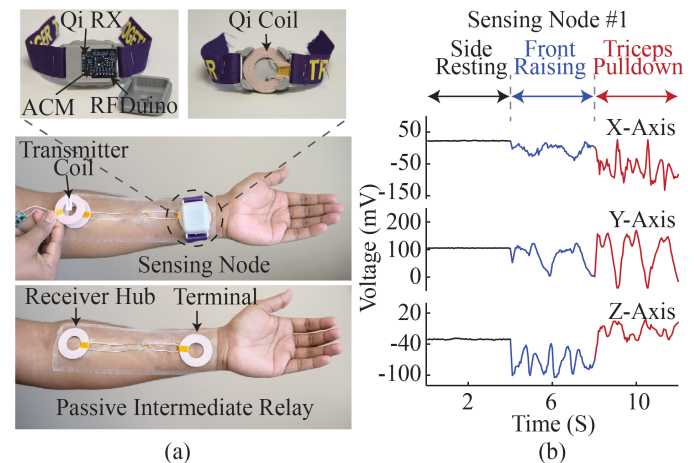 Qi RX
ACM
RFDuino
Qi Coil
TR
Transmitter
Coil
Sensing Node
Receiver Hub
Terminal
Passive Intermediate Relay
(a)
Sensing Node #1
Side
Resting
Front
Raising
Triceps
Pulldown
X-Axis
50
-50
150
Y-Axis
200
100
0
Z-Axis
20
-40
-100
Voltage (mV)
2
6
10
Time (S)
(b)